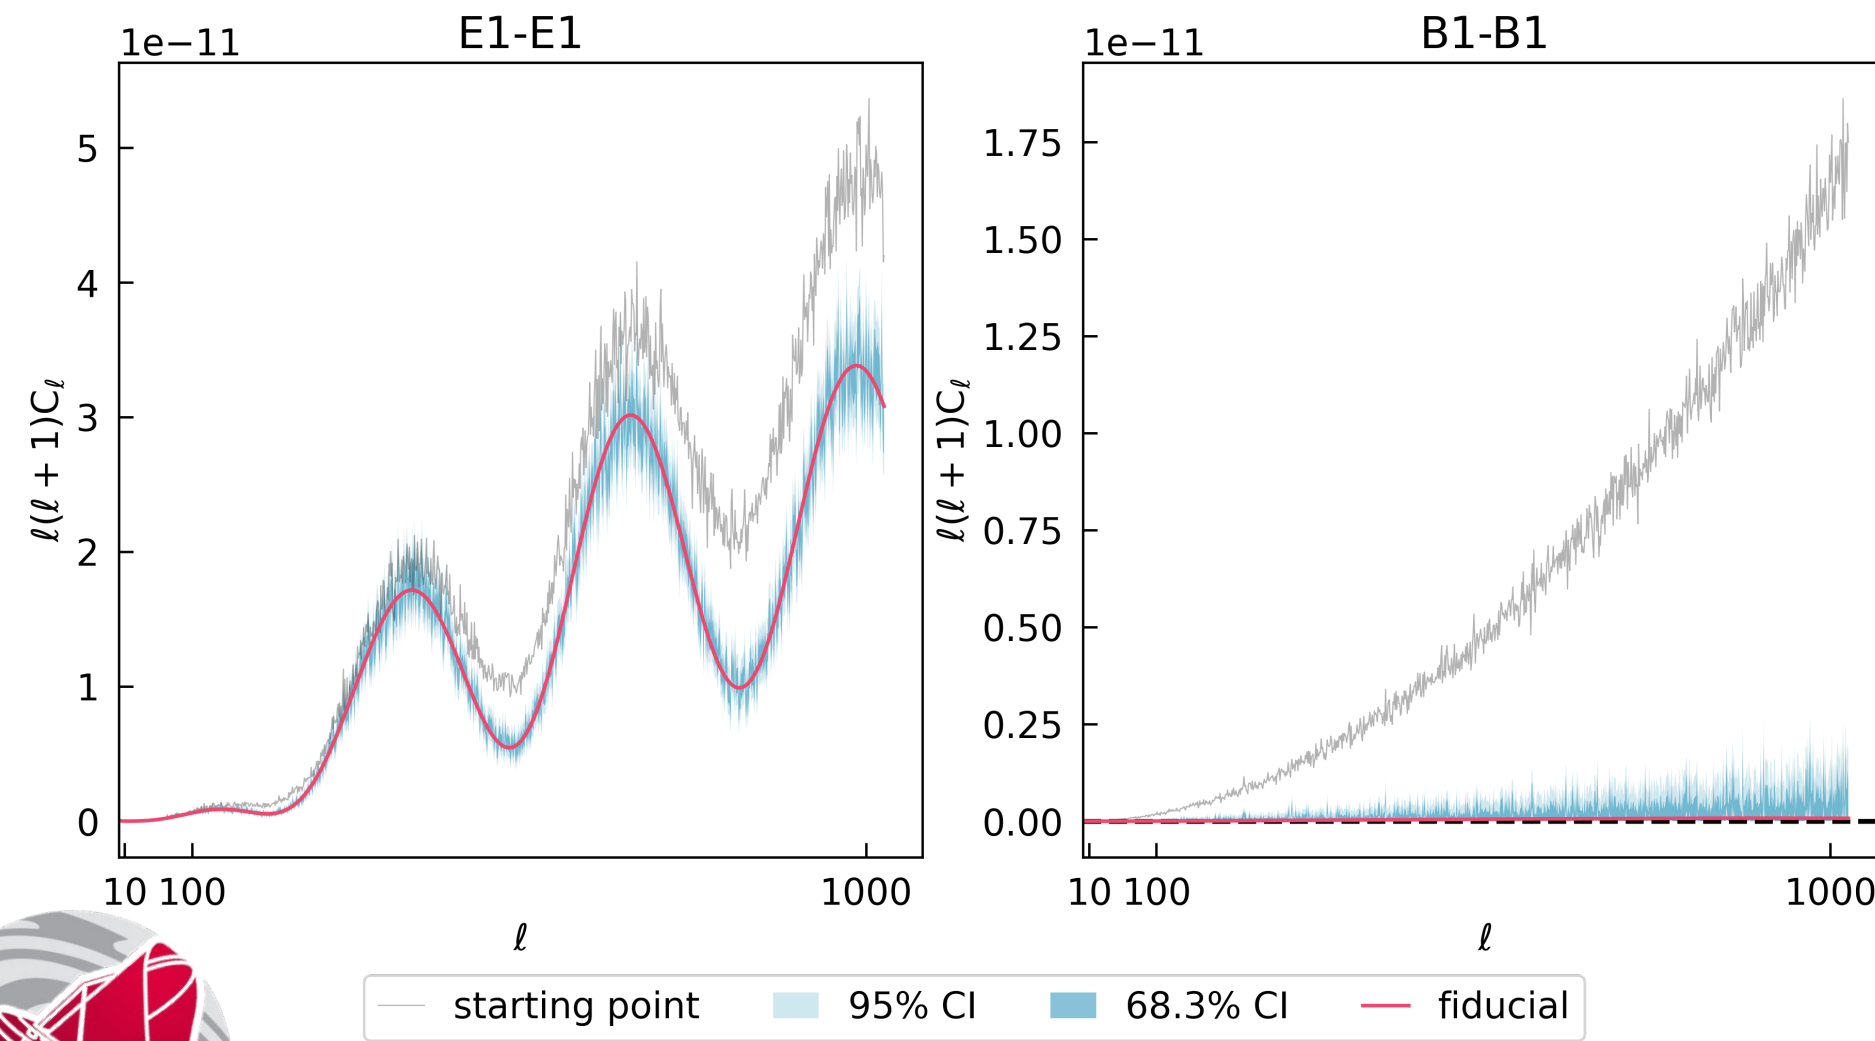 E1-E1
1e−11
5
4
3
2
1
0
ℓ(ℓ + 1)Cℓ
10 100 1000
ℓ
B1-B1
1e−11
1.75
1.50
1.25
1.00
0.75
0.50
0.25
0.00
ℓ(ℓ + 1)Cℓ
10 100 1000
ℓ
starting point 95% CI 68.3% CI fiducial